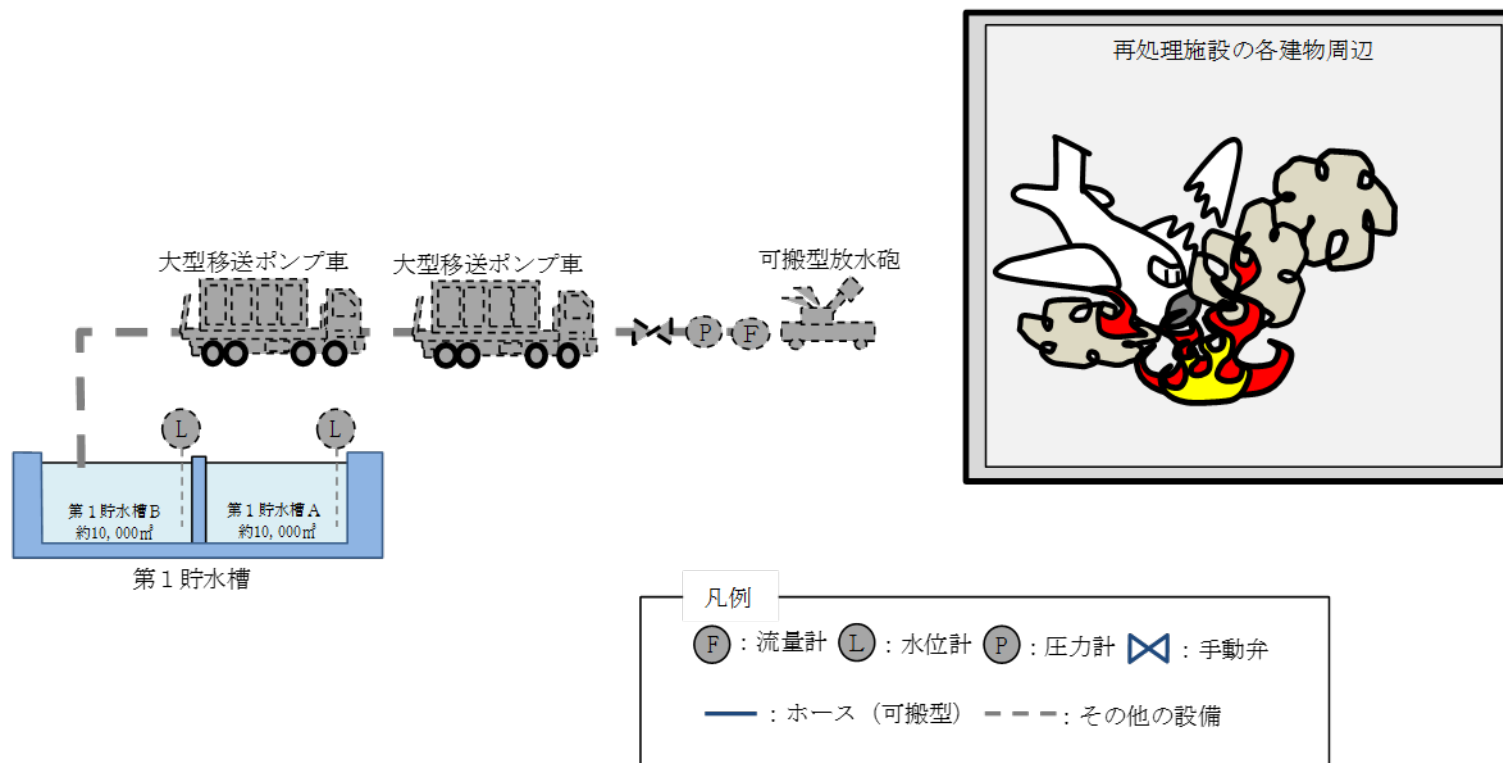 再処理施設の各建物周辺
大型移送ポンプ車
大型移送ポンプ車
可搬型放水砲
P
F
L
L
第1貯水槽B
約10,000㎥
第1貯水槽A
約10,000㎥
第1貯水槽
凡例
F：流量計 L：水位計 P：圧力計 ：手動弁
：ホース（可搬型） ：その他の設備